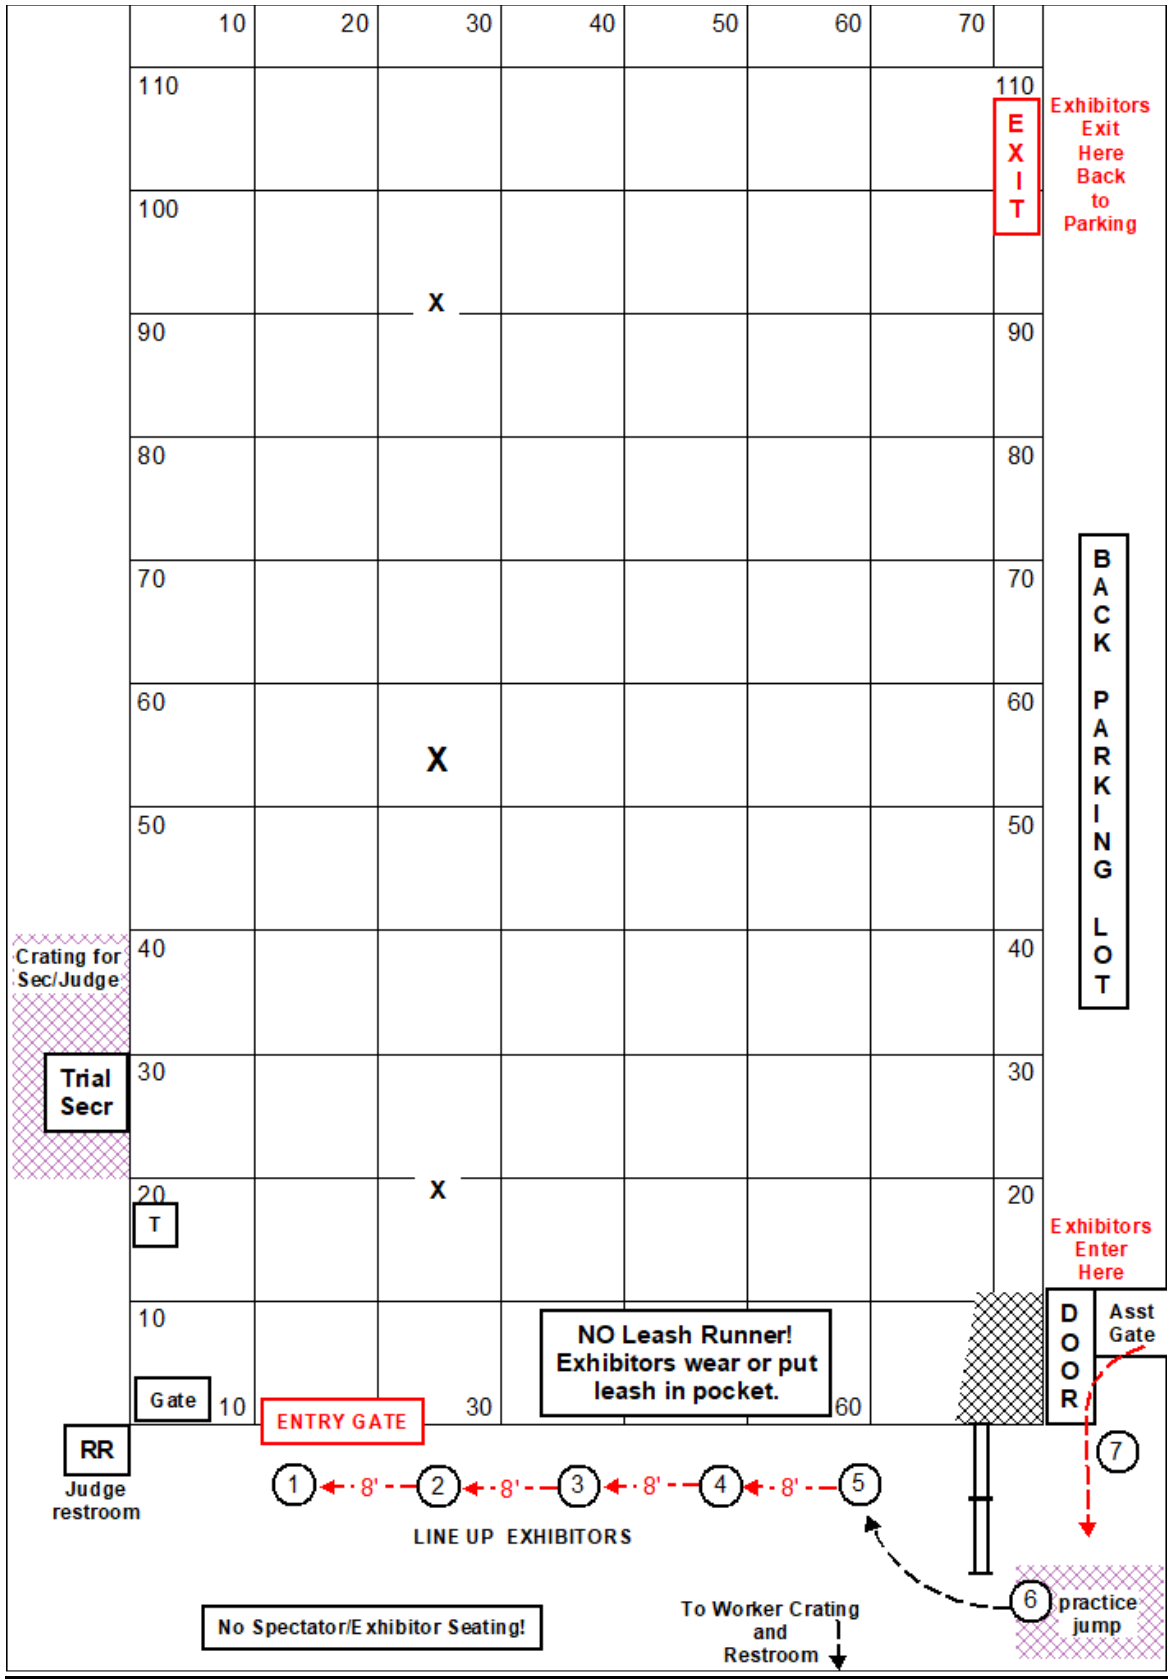 10 20 30 40 50 60 70
110 110
E
X
I
T
Exhibitors
Exit
Here
Back
to
Parking
100
X
90 90
80 80
70 70
B
A
C
K
P
A
R
K
I
N
G
L
O
T
60 60
X
50 50
40 40
Crating for
Sec/Judge
30 30
Trial
Secr
20 20
X
T
Exhibitors
Enter
Here
10
NO Leash Runner!
Exhibitors wear or put
leash in pocket.
D
O
O
R
Asst
Gate
Gate 10 30 60
ENTRY GATE
RR
Judge
restroom
7
1 8' 2 8' 3 8' 4 8' 5
LINE UP EXHIBITORS
6 practice
jump
No Spectator/Exhibitor Seating!
To Worker Crating
and
Restroom